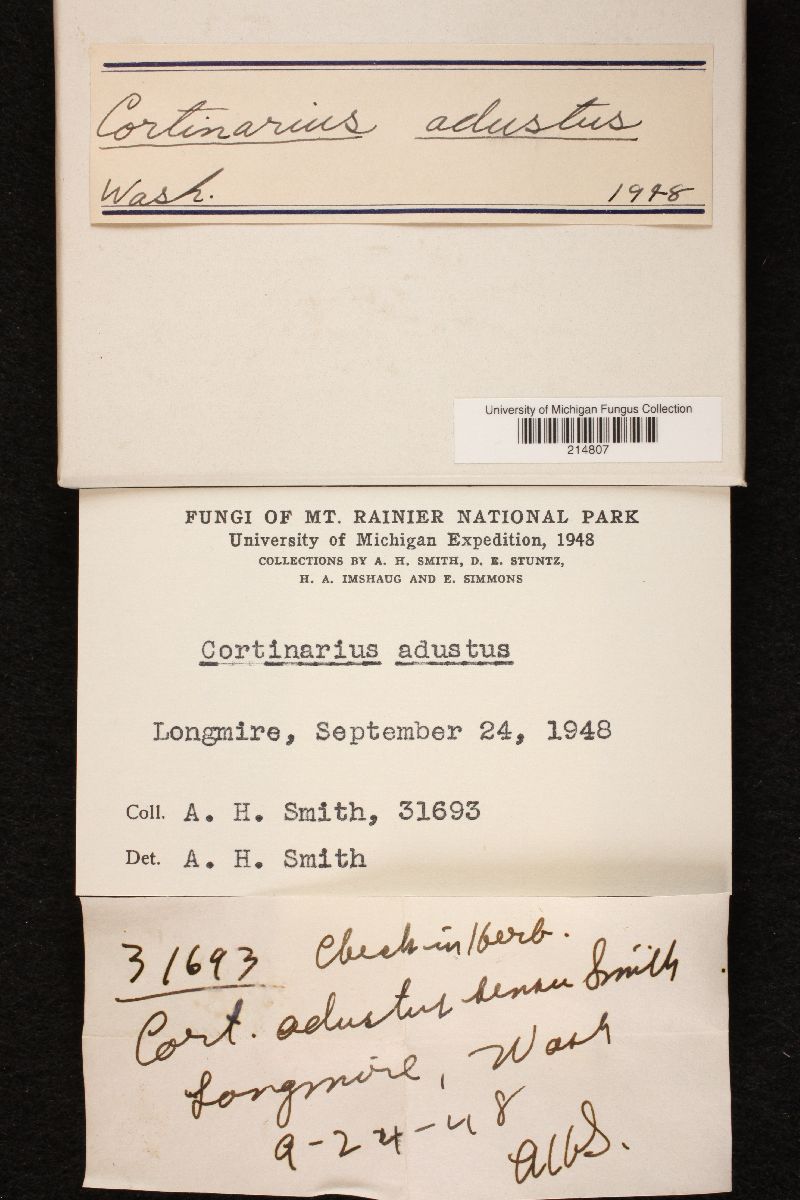 Cortinarius adustus
Wash. 1948
University of Michigan Fungus Collection
214807
FUNGI OF MT. RAINIER NATIONAL PARK
University of Michigan Expedition, 1948
COLLECTIONS BY A. H. SMITH, D. E. STUNTZ,
H. A. IMSHAUG AND E. SIMMONS
Cortinarius adustus
Longmire, September 24, 1948
Coll. A. H. Smith, 31693
Det. A. H. Smith
31693 Check in herb.
Cort. adustus sensu Smith
Longmire, Wash
9-24-48
AHS.